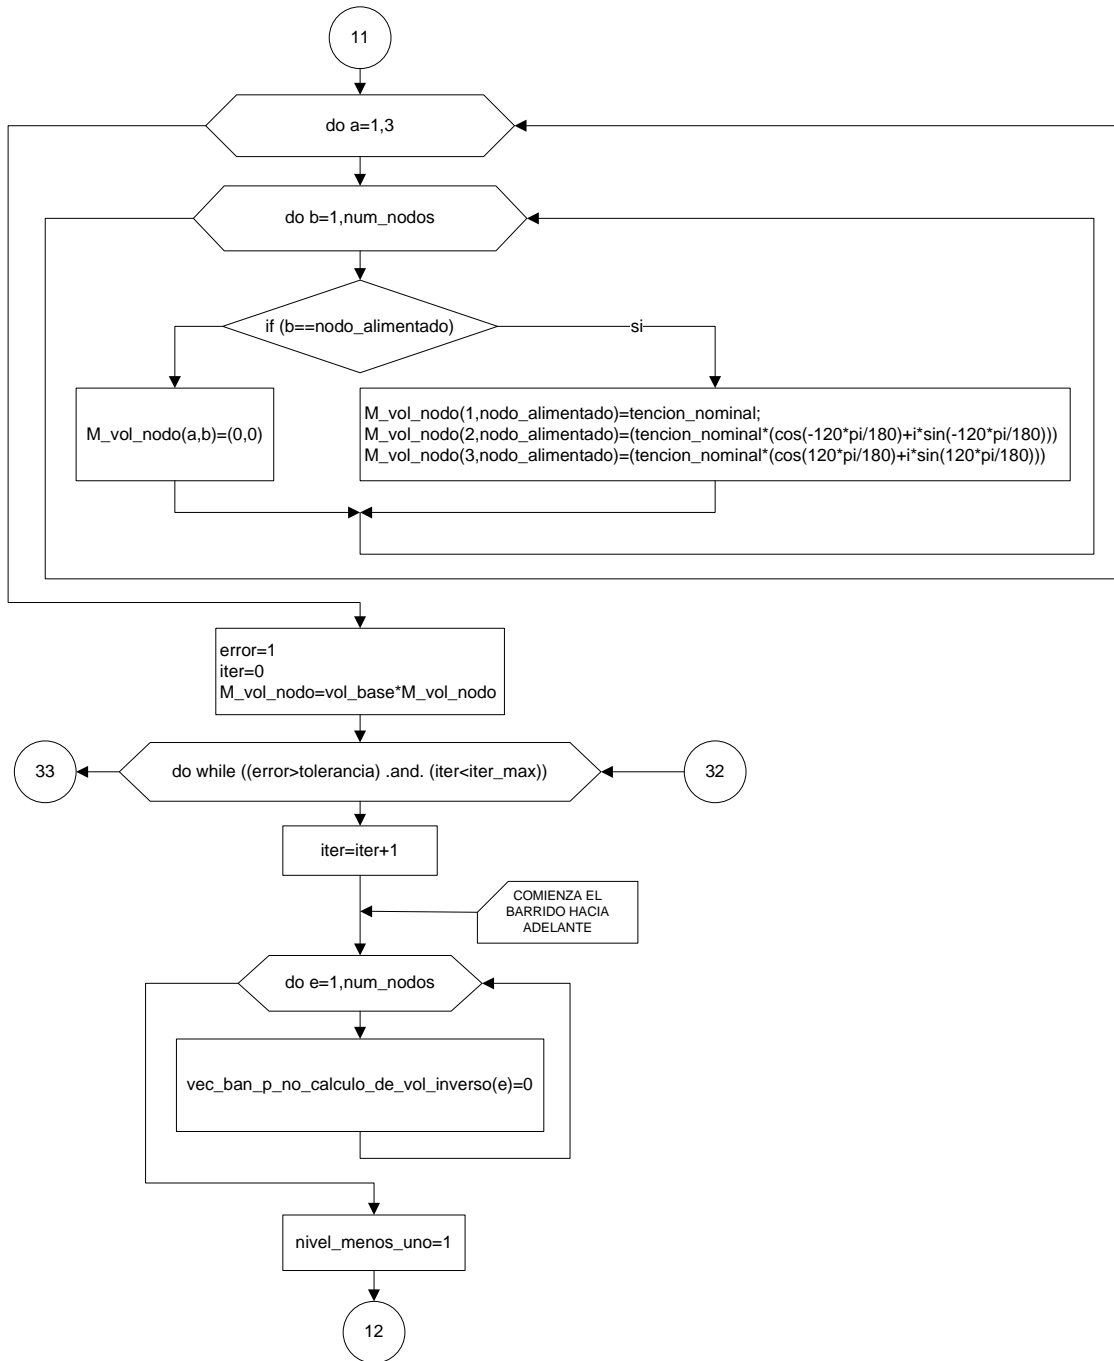 11
do a=1,3
do b=1,num_nodos
if (b==nodo_alimentado)
si
M_vol_nodo(a,b)=(0,0)
M_vol_nodo(1,nodo_alimentado)=tencion_nominal;
M_vol_nodo(2,nodo_alimentado)=(tencion_nominal*(cos(-120*pi/180)+i*sin(-120*pi/180)))
M_vol_nodo(3,nodo_alimentado)=(tencion_nominal*(cos(120*pi/180)+i*sin(120*pi/180)))
error=1
iter=0
M_vol_nodo=vol_base*M_vol_nodo
33
do while ((error>tolerancia) .and. (iter<iter_max))
32
iter=iter+1
COMIENZA EL
BARRIDO HACIA
ADELANTE
do e=1,num_nodos
vec_ban_p_no_calculo_de_vol_inverso(e)=0
nivel_menos_uno=1
12